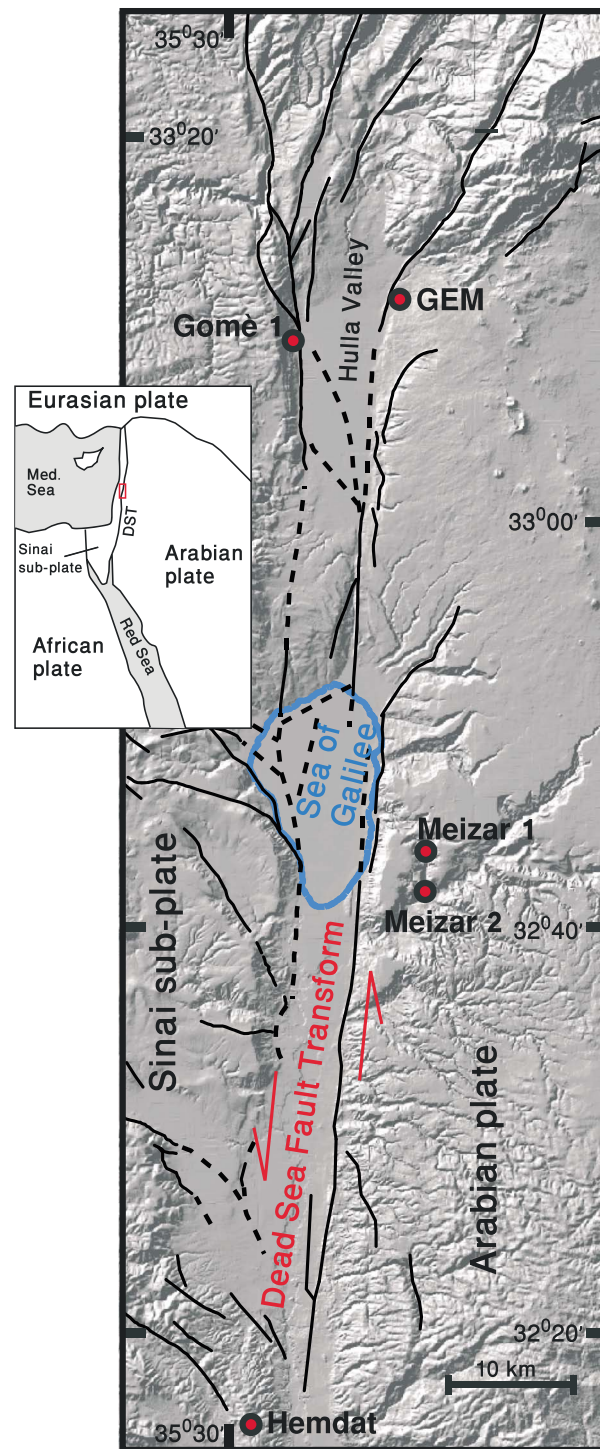 35⁰30'
33⁰20'
Hulla Valley
GEM
Gomè 1
Eurasian plate
Med.
Sea
DST
Sinai
sub-plate
Arabian
plate
African
plate
Red Sea
33⁰00'
Sea of
Galilee
Meizar 1
Meizar 2
32⁰40'
Sinai sub-plate
Dead Sea Fault Transform
Arabian plate
32⁰20'
10 km
35⁰30'
Hemdat